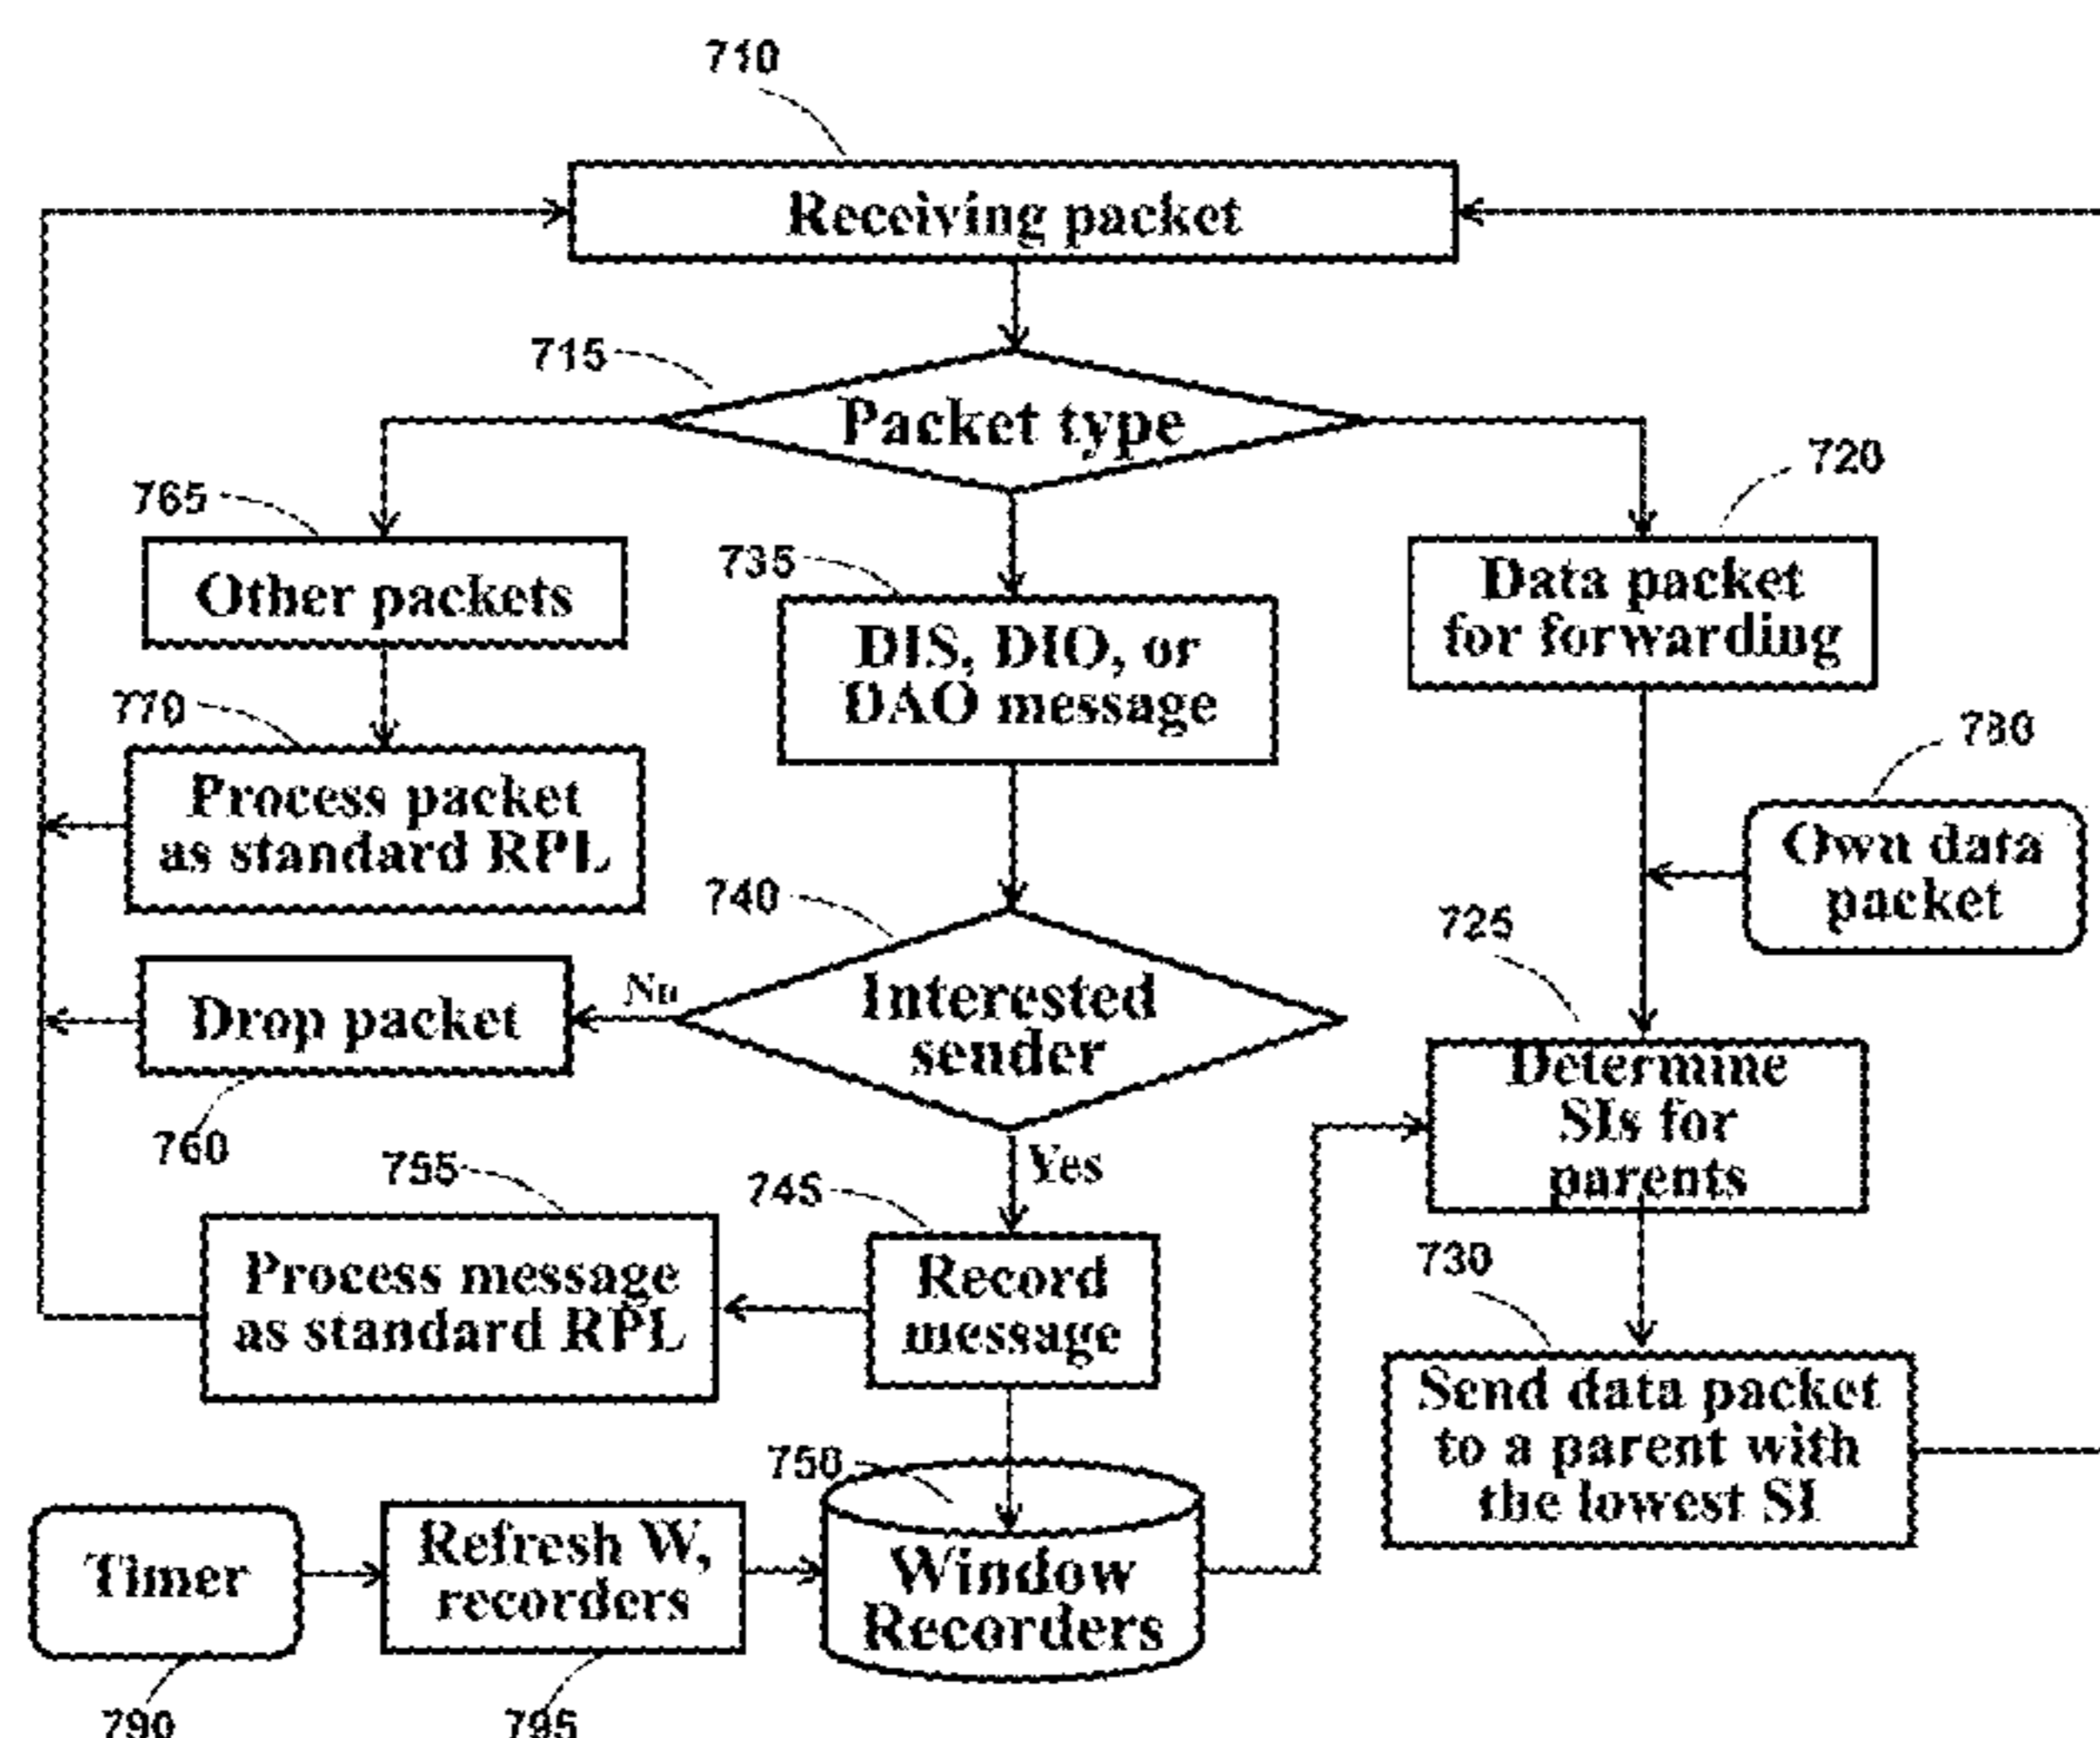 710
Receiving packet
715
Packet type
720
765
Other packets
735
DIS, DIO, or
DAO message
Data packet
for forwarding
770
Process packet
as standard RPL
780
Own data
packet
740
Interested
sender
725
No
Drop packet
760
Determine
SIs for
parents
Yes
755
745
Process message
as standard RPL
Record
message
730
Send data packet
to a parent with
the lowest SI
750
Timer
Refresh W,
recorders
Window
Recorders
790
795